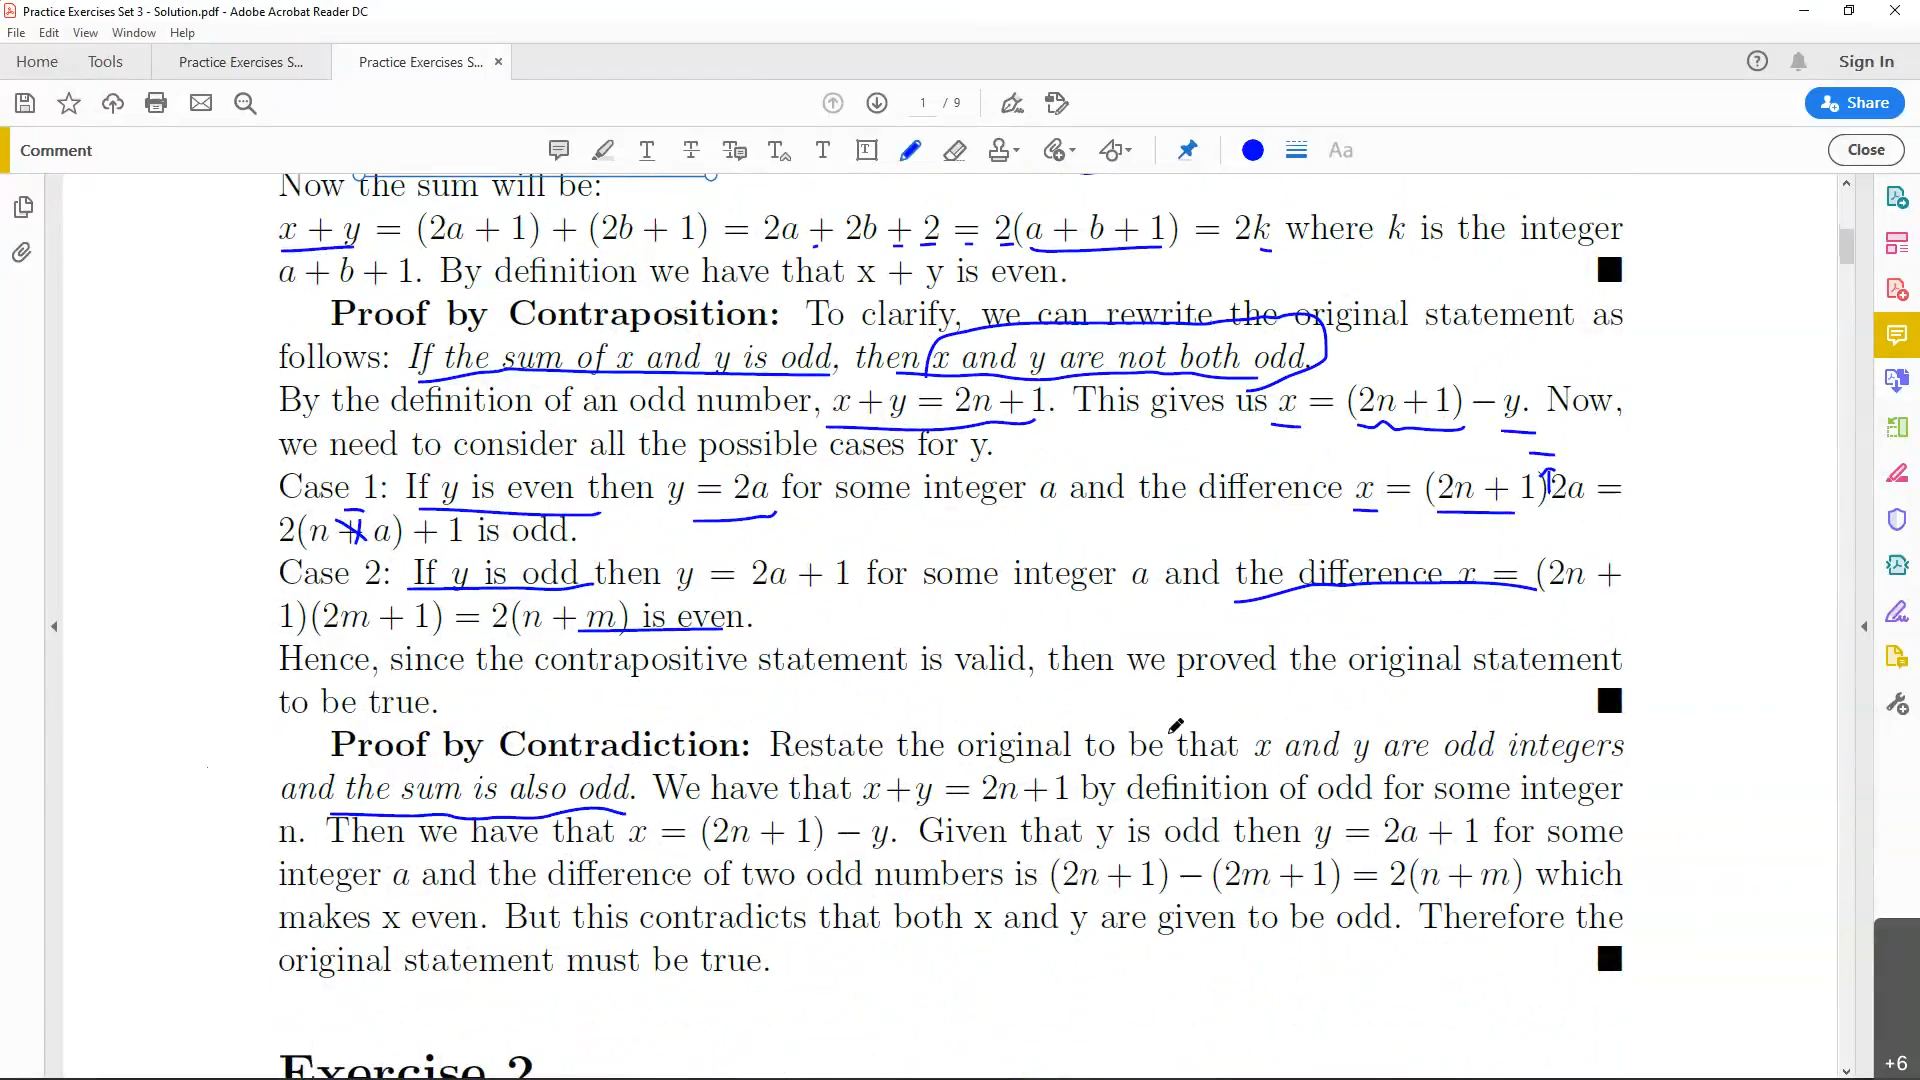 Practice Exercises Set 3 - Solution.pdf - Adobe Acrobat Reader DC
File Edit View Window Help
Home Tools Practice Exercises S... Practice Exercises S... × Sign In
1 / 9 Share
Comment Aa Close
Now the sum will be:
x + y = (2a + 1) + (2b + 1) = 2a + 2b + 2 = 2(a + b + 1) = 2k where k is the integer
a + b + 1. By definition we have that x + y is even.
Proof by Contraposition: To clarify, we can rewrite the original statement as
follows: If the sum of x and y is odd, then x and y are not both odd.
By the definition of an odd number, x + y = 2n + 1. This gives us x = (2n + 1) − y. Now,
we need to consider all the possible cases for y.
Case 1: If y is even then y = 2a for some integer a and the difference x = (2n + 1)2a =
2(n + a) + 1 is odd.
Case 2: If y is odd then y = 2a + 1 for some integer a and the difference x = (2n +
1)(2m + 1) = 2(n + m) is even.
Hence, since the contrapositive statement is valid, then we proved the original statement
to be true.
Proof by Contradiction: Restate the original to be that x and y are odd integers
and the sum is also odd. We have that x + y = 2n + 1 by definition of odd for some integer
n. Then we have that x = (2n + 1) − y. Given that y is odd then y = 2a + 1 for some
integer a and the difference of two odd numbers is (2n + 1) − (2m + 1) = 2(n + m) which
makes x even. But this contradicts that both x and y are given to be odd. Therefore the
original statement must be true.
Exercise 2
+6